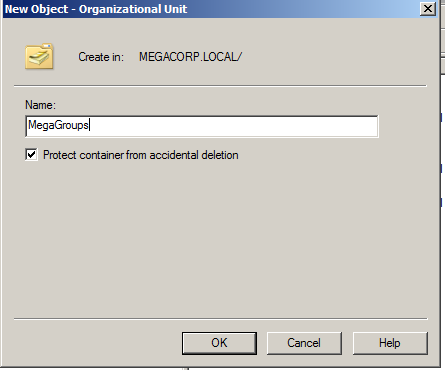 New Object - Organizational Unit
Create in: MEGACORP.LOCAL/
Name:
MegaGroups
Protect container from accidental deletion
OK Cancel Help